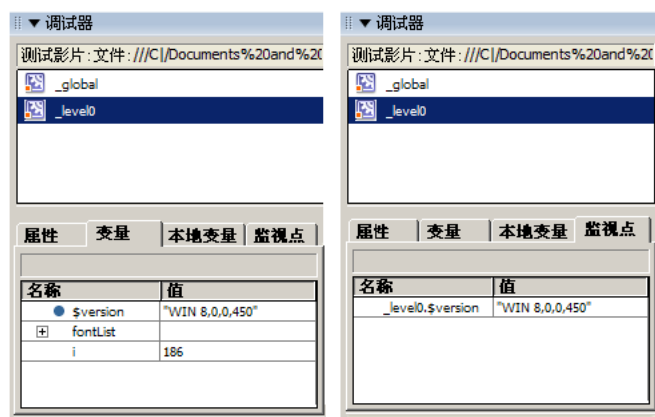 调试器
测试影片:文件:///C|/Documents%20and%20
_global
_level0
属性 变量 本地变量 监视点
名称 值
$version "WIN 8,0,0,450"
fontList
i 186
调试器
测试影片:文件:///C|/Documents%20and%20
_global
_level0
属性 变量 本地变量 监视点
名称 值
_level0.$version "WIN 8,0,0,450"